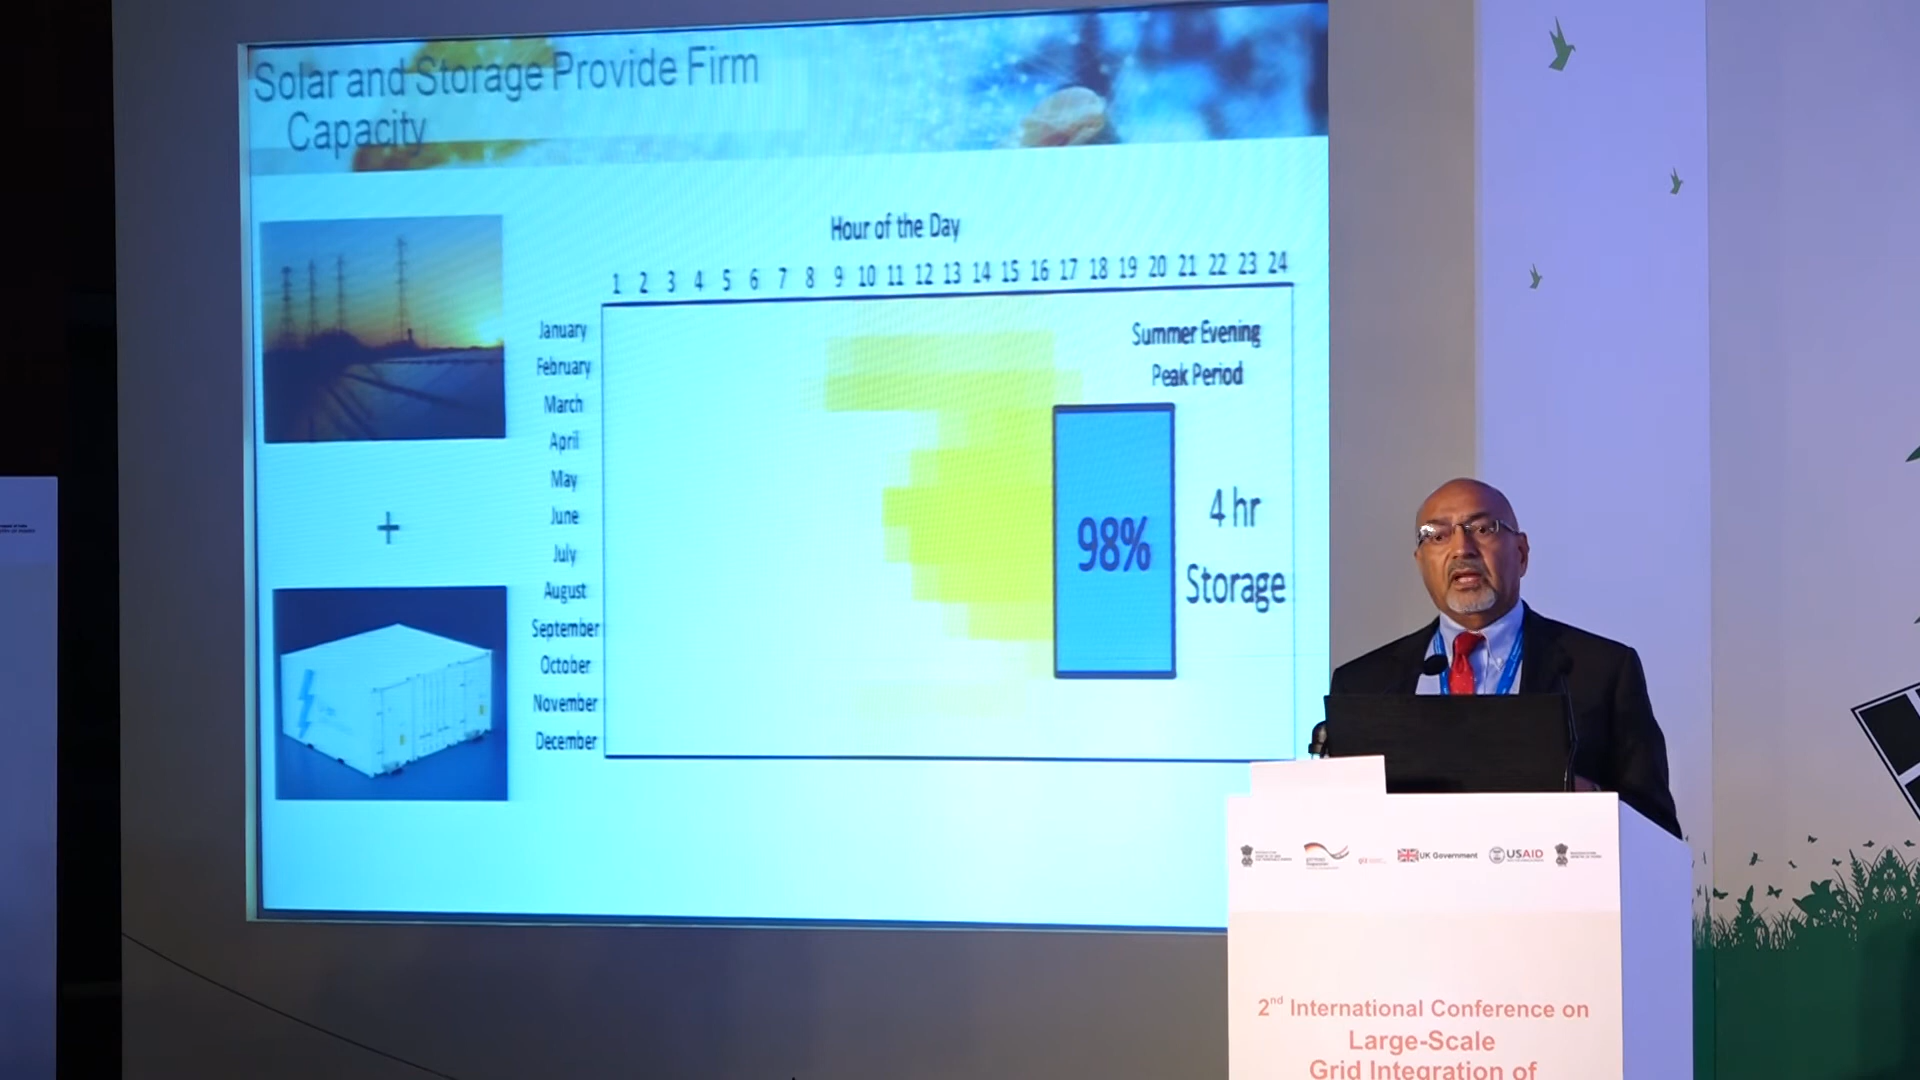 Solar and Storage Provide Firm
Capacity
Hour of the Day
1 2 3 4 5 6 7 8 9 10 11 12 13 14 15 16 17 18 19 20 21 22 23 24
January
February
March
April
May
June
July
August
September
October
November
December
Summer Evening
Peak Period
+
98%
4 hr
Storage
UK Government
USAID
2nd International Conference on
Large-Scale
Grid Integration of